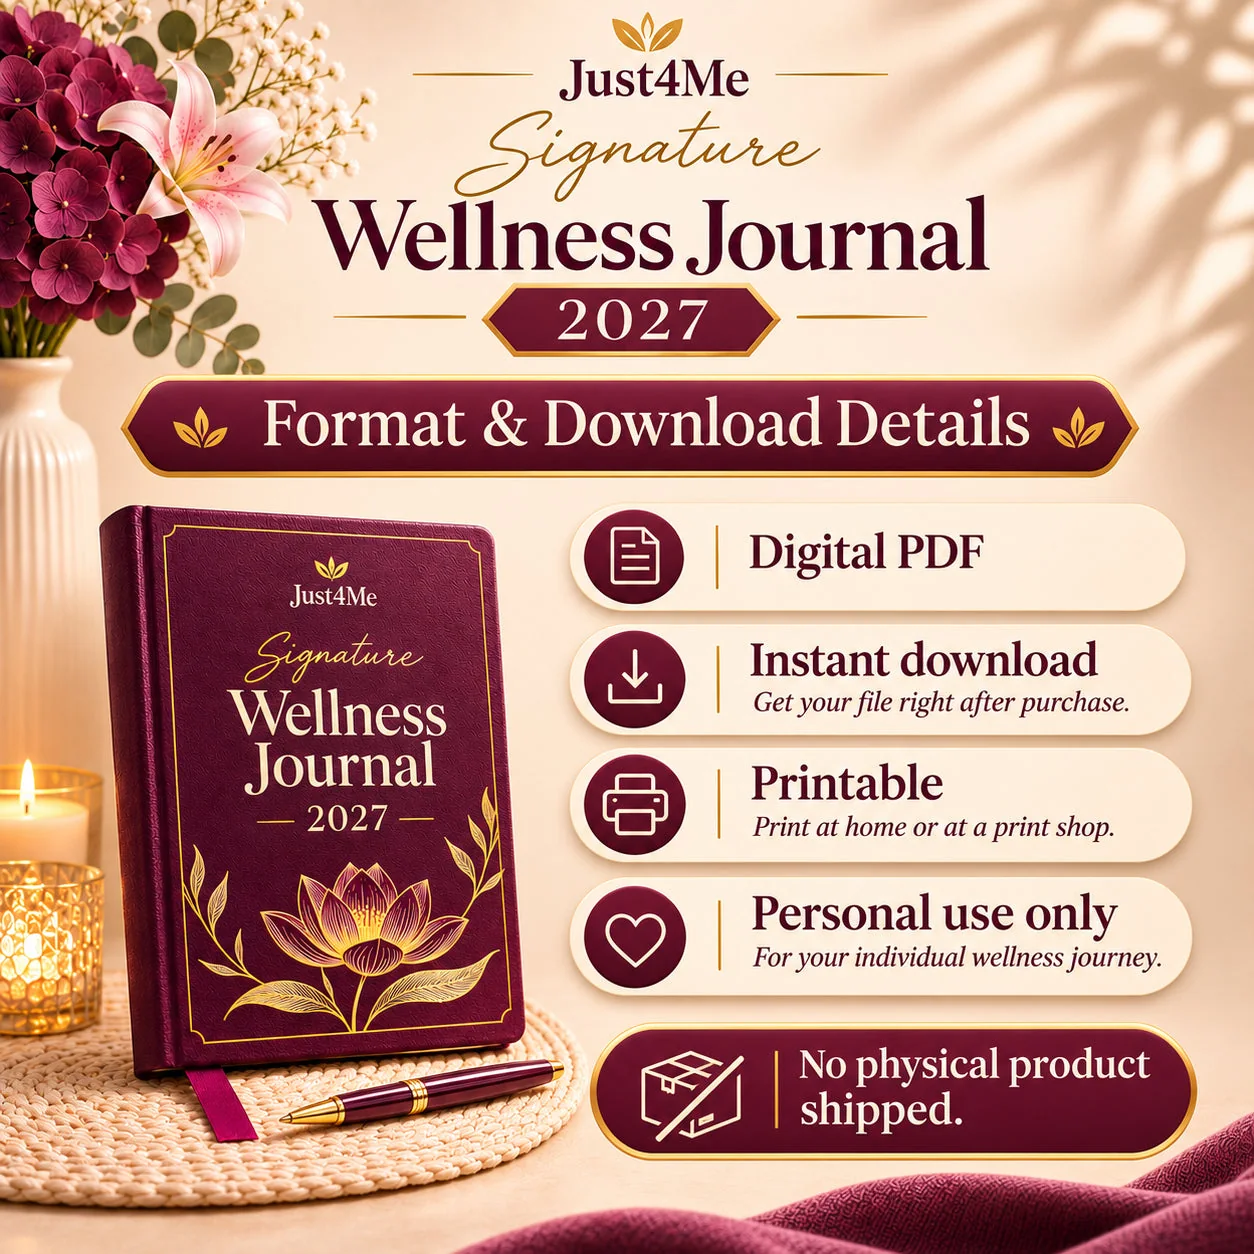 Just4Me
Signature
Wellness Journal
2027
Format & Download Details
Just4Me
Signature
Wellness
Journal
2027
Digital PDF
Instant download
Get your file right after purchase.
Printable
Print at home or at a print shop.
Personal use only
For your individual wellness journey.
No physical product
shipped.